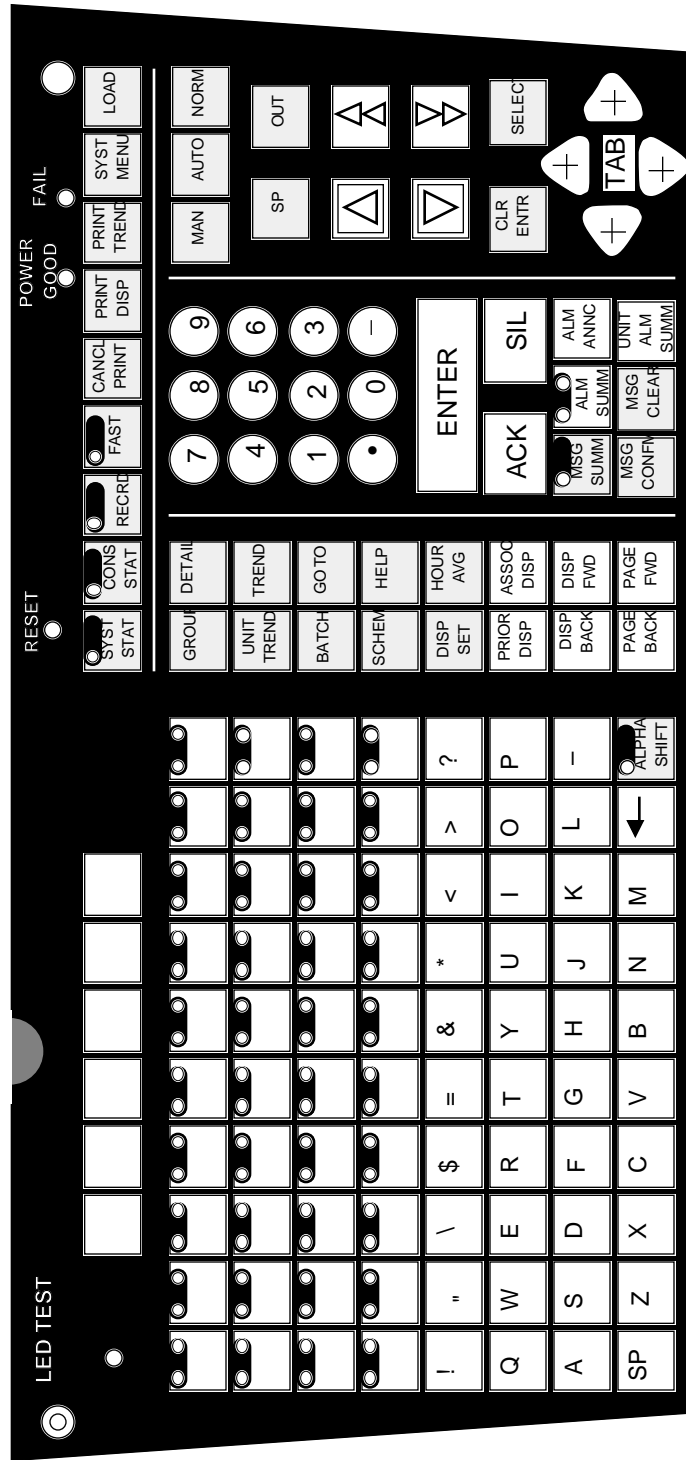 LED TEST
RESET
POWER
GOOD
FAIL
SYST
STAT
CONS
STAT
RECRD
FAST
CANCL
PRINT
PRINT
DISP
PRINT
TREND
SYST
MENU
LOAD
GROUP
DETAIL
7
8
9
MAN
AUTO
NORM
UNIT
TREND
TREND
4
5
6
SP
OUT
BATCH
GO TO
1
2
3
SCHEM
HELP
•
0
–
!
"
\
$
=
&
*
<
>
?
DISP
SET
HOUR
AVG
ENTER
Q
W
E
R
T
Y
U
I
O
P
PRIOR
DISP
ASSOC
DISP
ACK
SIL
CLR
ENTR
SELECT
A
S
D
F
G
H
J
K
L
–
DISP
BACK
DISP
FWD
MSG
SUMM
ALM
SUMM
ALM
ANNC
TAB
SP
Z
X
C
V
B
N
M
←
ALPHA
SHIFT
PAGE
BACK
PAGE
FWD
MSG
CONFM
MSG
CLEAR
UNIT
ALM
SUMM